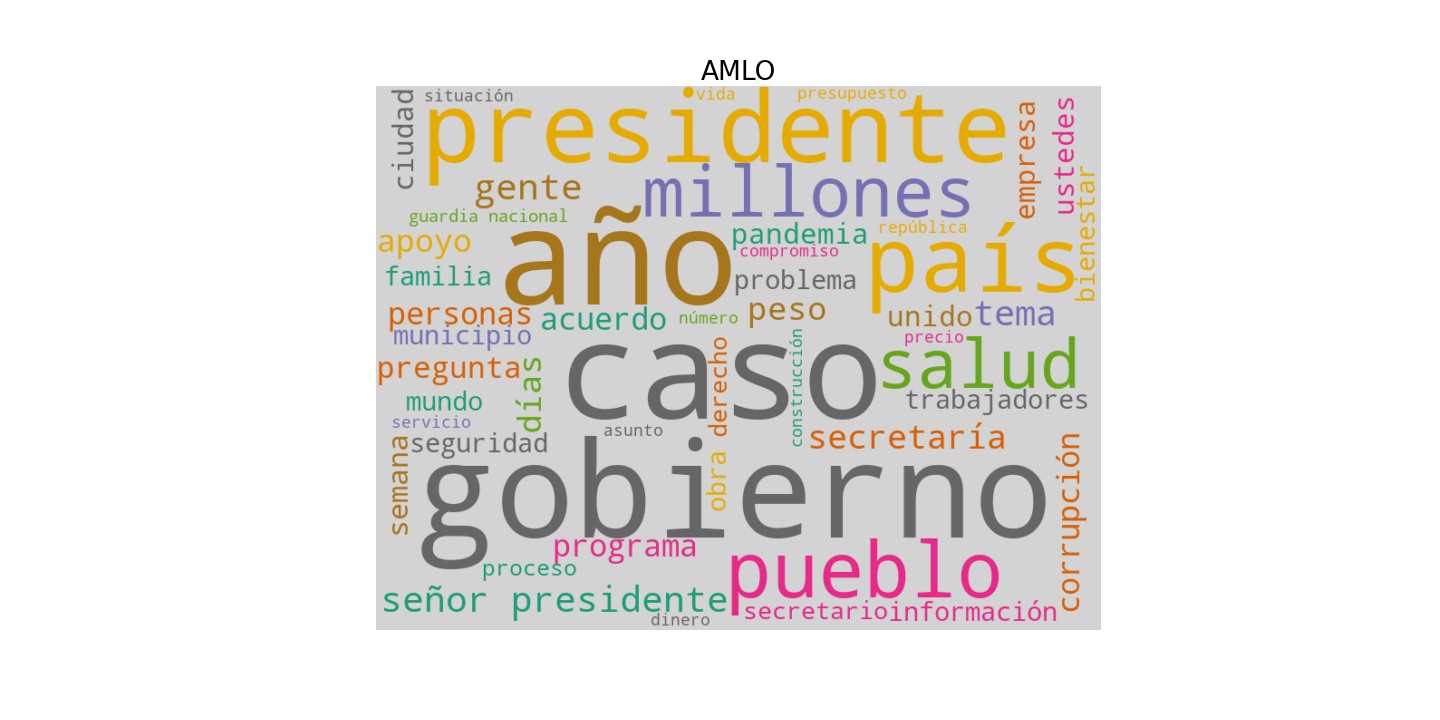 AMLO
situación
vida
presupuesto
ciudad
presidente
empresa
ustedes
gente
millones
bienestar
guardia nacional
apoyo
año
pandemia
república
compromiso
país
familia
problema
personas
acuerdo
número
peso
unido
tema
municipio
precio
pregunta
días
caso
derecho
construcción
salud
mundo
trabajadores
servicio
asunto
seguridad
secretaría
semana
gobierno
obra
corrupción
programa
pueblo
proceso
señor presidente
secretario
información
dinero